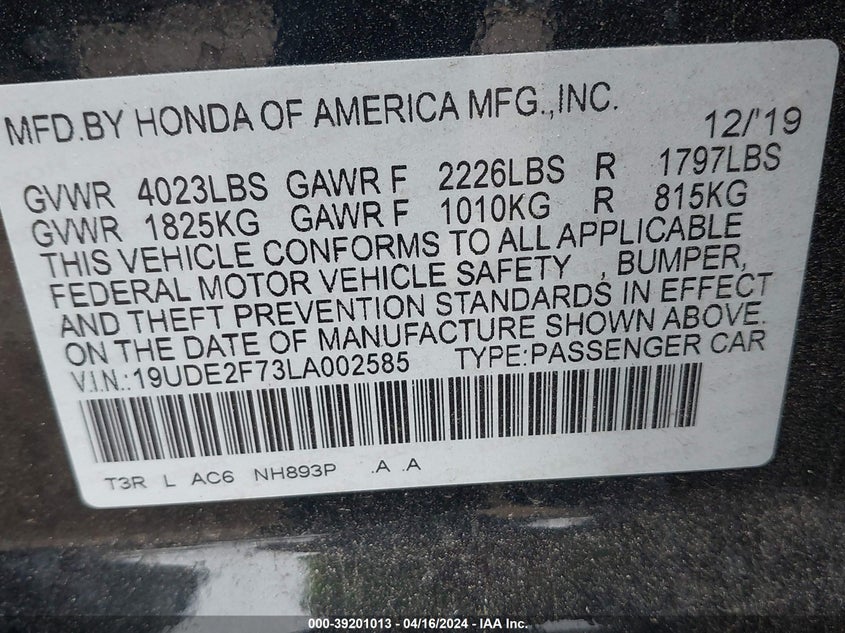 MFD.BY HONDA OF AMERICA MFG.,INC.
12/'19
GVWR 4023LBS GAWR F 2226LBS R 1797LBS
GVWR 1825KG GAWR F 1010KG R 815KG
THIS VEHICLE CONFORMS TO ALL APPLICABLE
FEDERAL MOTOR VEHICLE SAFETY , BUMPER,
AND THEFT PREVENTION STANDARDS IN EFFECT
ON THE DATE OF MANUFACTURE SHOWN ABOVE.
V.I.N.:19UDE2F73LA002585 TYPE:PASSENGER CAR
T3R L AC6 NH893P .A .A
000-39201013 - 04/16/2024 - IAA Inc.